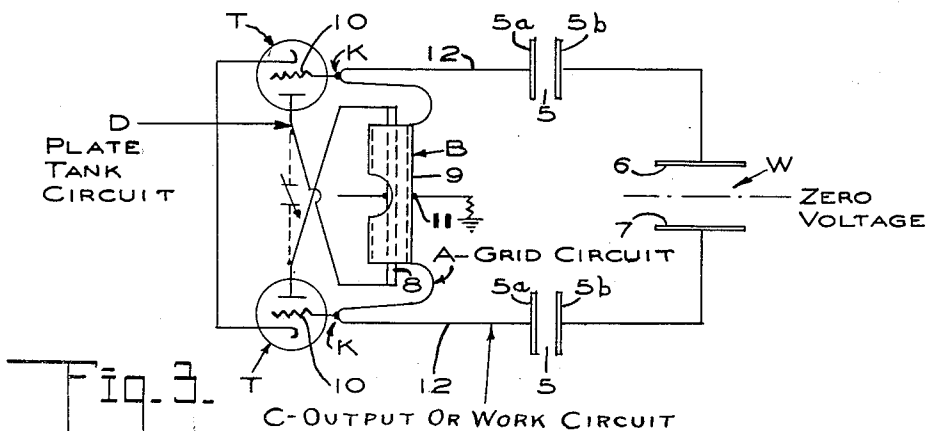 T
10
K
12
5a
5b
5
D
PLATE
TANK
CIRCUIT
B
9
11
6
W
ZERO
VOLTAGE
7
A-GRID CIRCUIT
8
5a
5b
K
5
T
10
12
Fig. 3.
C-OUTPUT OR WORK CIRCUIT